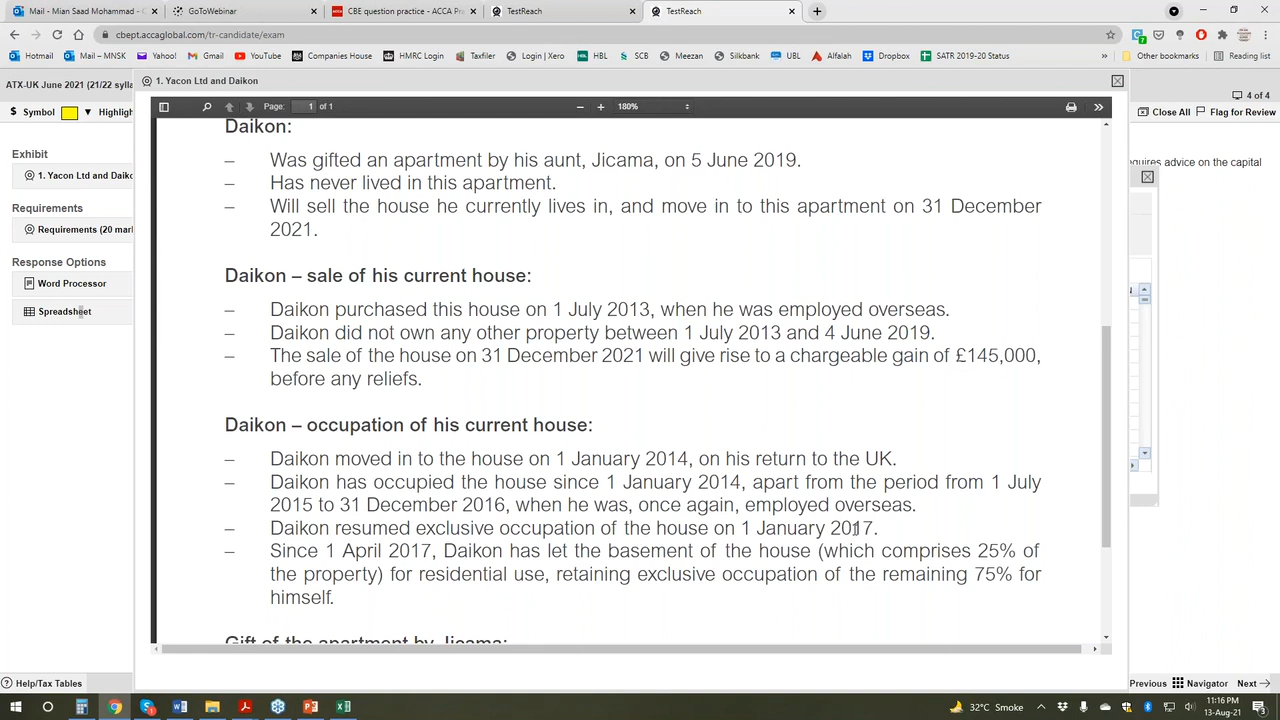 Mail - Mian Saad Mohammad - O
GoToWebinar
CBE question practice - ACCA P
TestReach
TestReach
cbept.accaglobal.com/tr-candidate/exam
Hotmail
Mail – MNSK
Yahoo!
Gmail
YouTube
Companies House
HMRC Login
Taxfiler
Login | Xero
HBL
SCB
Meezan
Silkbank
UBL
Alfalah
Dropbox
SATR 2019-20 Status
Other bookmarks
Reading list
ATX-UK June 2021 (21/22 sylla
1. Yacon Ltd and Daikon
4 of 4
Symbol
Highligh
Page: 1 of 1
180%
Close All
Flag for Review
Exhibit
1. Yacon Ltd and Daiko
Requirements
Requirements (20 mark
Response Options
Word Processor
Spreadsheet
quires advice on the capital
Daikon:
– Was gifted an apartment by his aunt, Jicama, on 5 June 2019.
– Has never lived in this apartment.
– Will sell the house he currently lives in, and move in to this apartment on 31 December
2021.
Daikon – sale of his current house:
– Daikon purchased this house on 1 July 2013, when he was employed overseas.
– Daikon did not own any other property between 1 July 2013 and 4 June 2019.
– The sale of the house on 31 December 2021 will give rise to a chargeable gain of £145,000,
before any reliefs.
Daikon – occupation of his current house:
– Daikon moved in to the house on 1 January 2014, on his return to the UK.
– Daikon has occupied the house since 1 January 2014, apart from the period from 1 July
2015 to 31 December 2016, when he was, once again, employed overseas.
– Daikon resumed exclusive occupation of the house on 1 January 2017.
– Since 1 April 2017, Daikon has let the basement of the house (which comprises 25% of
the property) for residential use, retaining exclusive occupation of the remaining 75% for
himself.
Gift of the apartment by Jicama:
Help/Tax Tables
Previous
Navigator
Next
32°C Smoke
11:16 PM
13-Aug-21